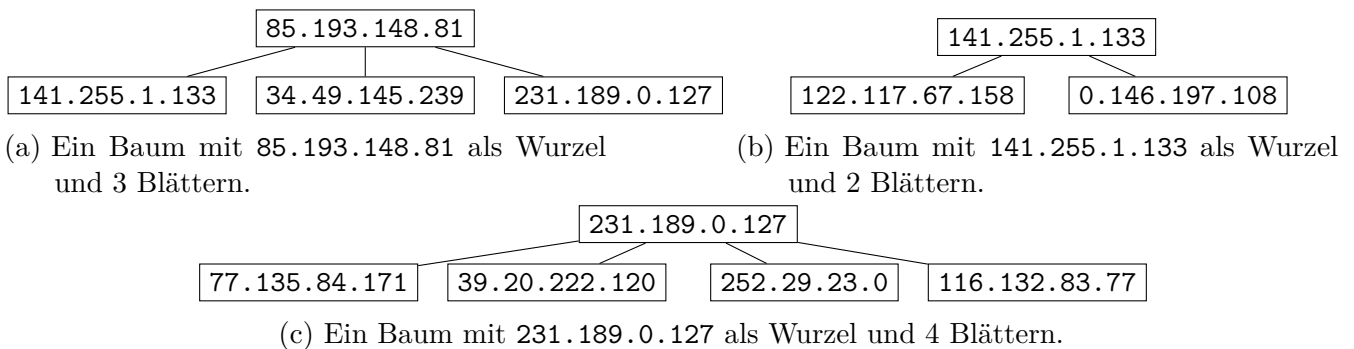 85.193.148.81
141.255.1.133 34.49.145.239 231.189.0.127
(a) Ein Baum mit 85.193.148.81 als Wurzel
und 3 Blättern.
141.255.1.133
122.117.67.158 0.146.197.108
(b) Ein Baum mit 141.255.1.133 als Wurzel
und 2 Blättern.
231.189.0.127
77.135.84.171 39.20.222.120 252.29.23.0 116.132.83.77
(c) Ein Baum mit 231.189.0.127 als Wurzel und 4 Blättern.